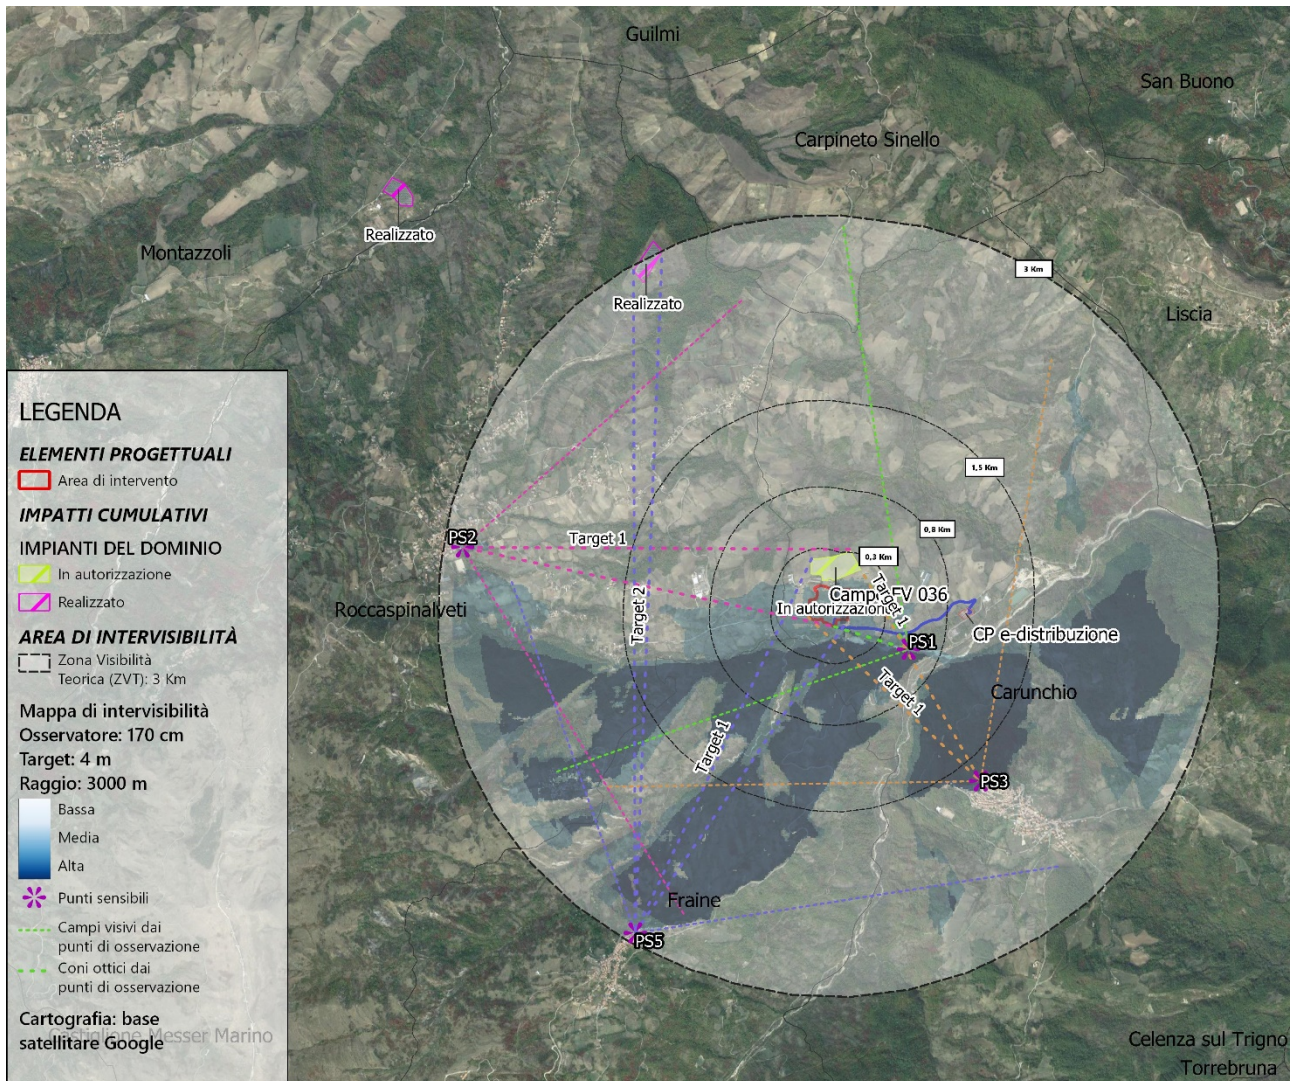 Guilmi
San Buono
Carpineto Sinello
Realizzato
Montazzoli
3 Km
Realizzato
Liscia
LEGENDA
ELEMENTI PROGETTUALI
Area di intervento
IMPATTI CUMULATIVI
IMPIANTI DEL DOMINIO
In autorizzazione
Realizzato
AREA DI INTERVISIBILITÀ
Zona Visibilità
Teorica (ZVT): 3 Km
Mappa di intervisibilità
Osservatore: 170 cm
Target: 4 m
Raggio: 3000 m
Bassa
Media
Alta
Punti sensibili
Campi visivi dai
punti di osservazione
Coni ottici dai
punti di osservazione
Cartografia: base
satellitare Google
Castiglione Messer Marino
1,5 Km
0,8 Km
PS2
Target 1
0,3 Km
Target 2
Target 1
Campo FV 036
In autorizzazione
Roccaspinalveti
CP e-distribuzione
PS1
Target 1
Carunchio
Target 1
PS3
Fraine
PS5
Celenza sul Trigno
Torrebruna